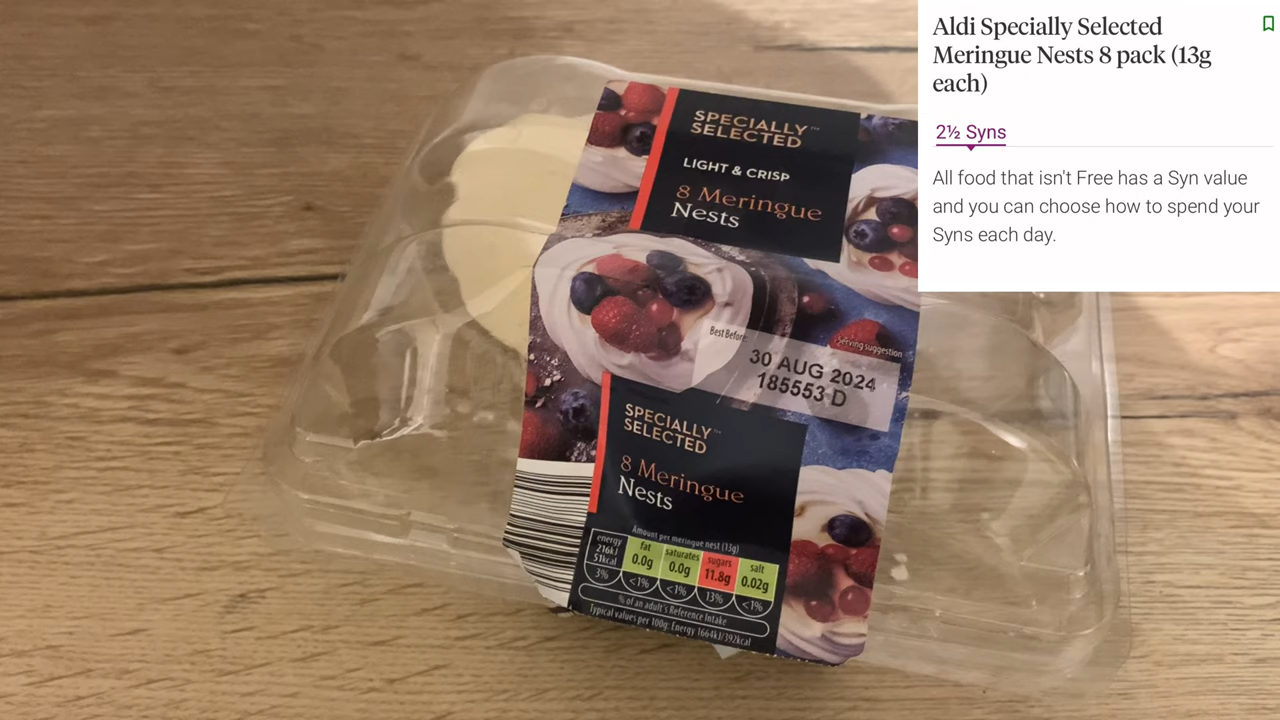 Aldi Specially Selected
Meringue Nests 8 pack (13g
each)
2½ Syns
All food that isn't Free has a Syn value
and you can choose how to spend your
Syns each day.
SPECIALLY™
SELECTED
LIGHT & CRISP
8 Meringue
Nests
Best Before:
Serving suggestion
30 AUG 2024
185553 D
SPECIALLY™
SELECTED
8 Meringue
Nests
Amount per meringue nest (13g)
energy 216kJ 51kcal 3%
fat 0.0g <1%
saturates 0.0g <1%
sugars 11.8g 13%
salt 0.02g <1%
% of an adult's Reference Intake
Typical values per 100g: Energy 1664kJ/392kcal